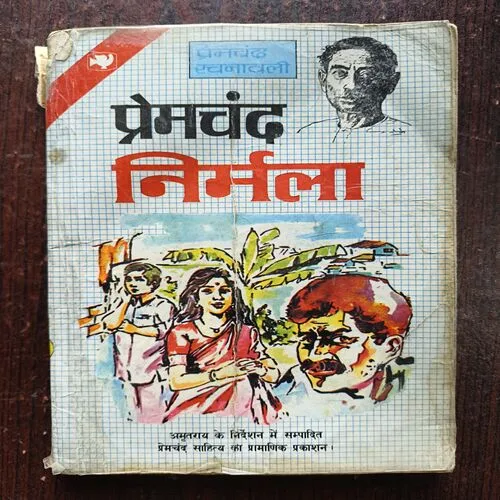 प्रेमचंद
रचनावली
प्रेमचंद
निर्मला
अमृतराय के निर्देशन में सम्पादित
प्रेमचंद साहित्य का प्रामाणिक प्रकाशन।